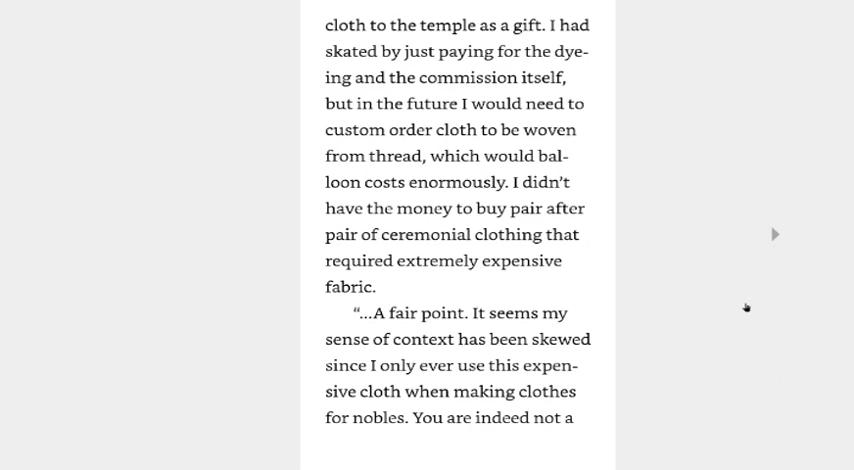 cloth to the temple as a gift. I had
skated by just paying for the dye-
ing and the commission itself,
but in the future I would need to
custom order cloth to be woven
from thread, which would bal-
loon costs enormously. I didn’t
have the money to buy pair after
pair of ceremonial clothing that
required extremely expensive
fabric.
“...A fair point. It seems my
sense of context has been skewed
since I only ever use this expen-
sive cloth when making clothes
for nobles. You are indeed not a